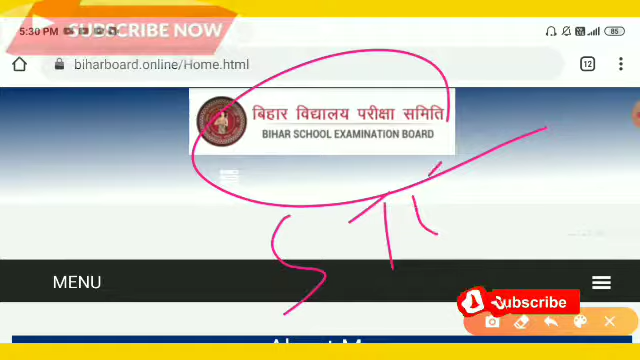 SUBSCRIBE NOW
5:30 PM
85
biharboard.online/Home.html
12
बिहार विद्यालय परीक्षा समिति
BIHAR SCHOOL EXAMINATION BOARD
MENU
Subscribe